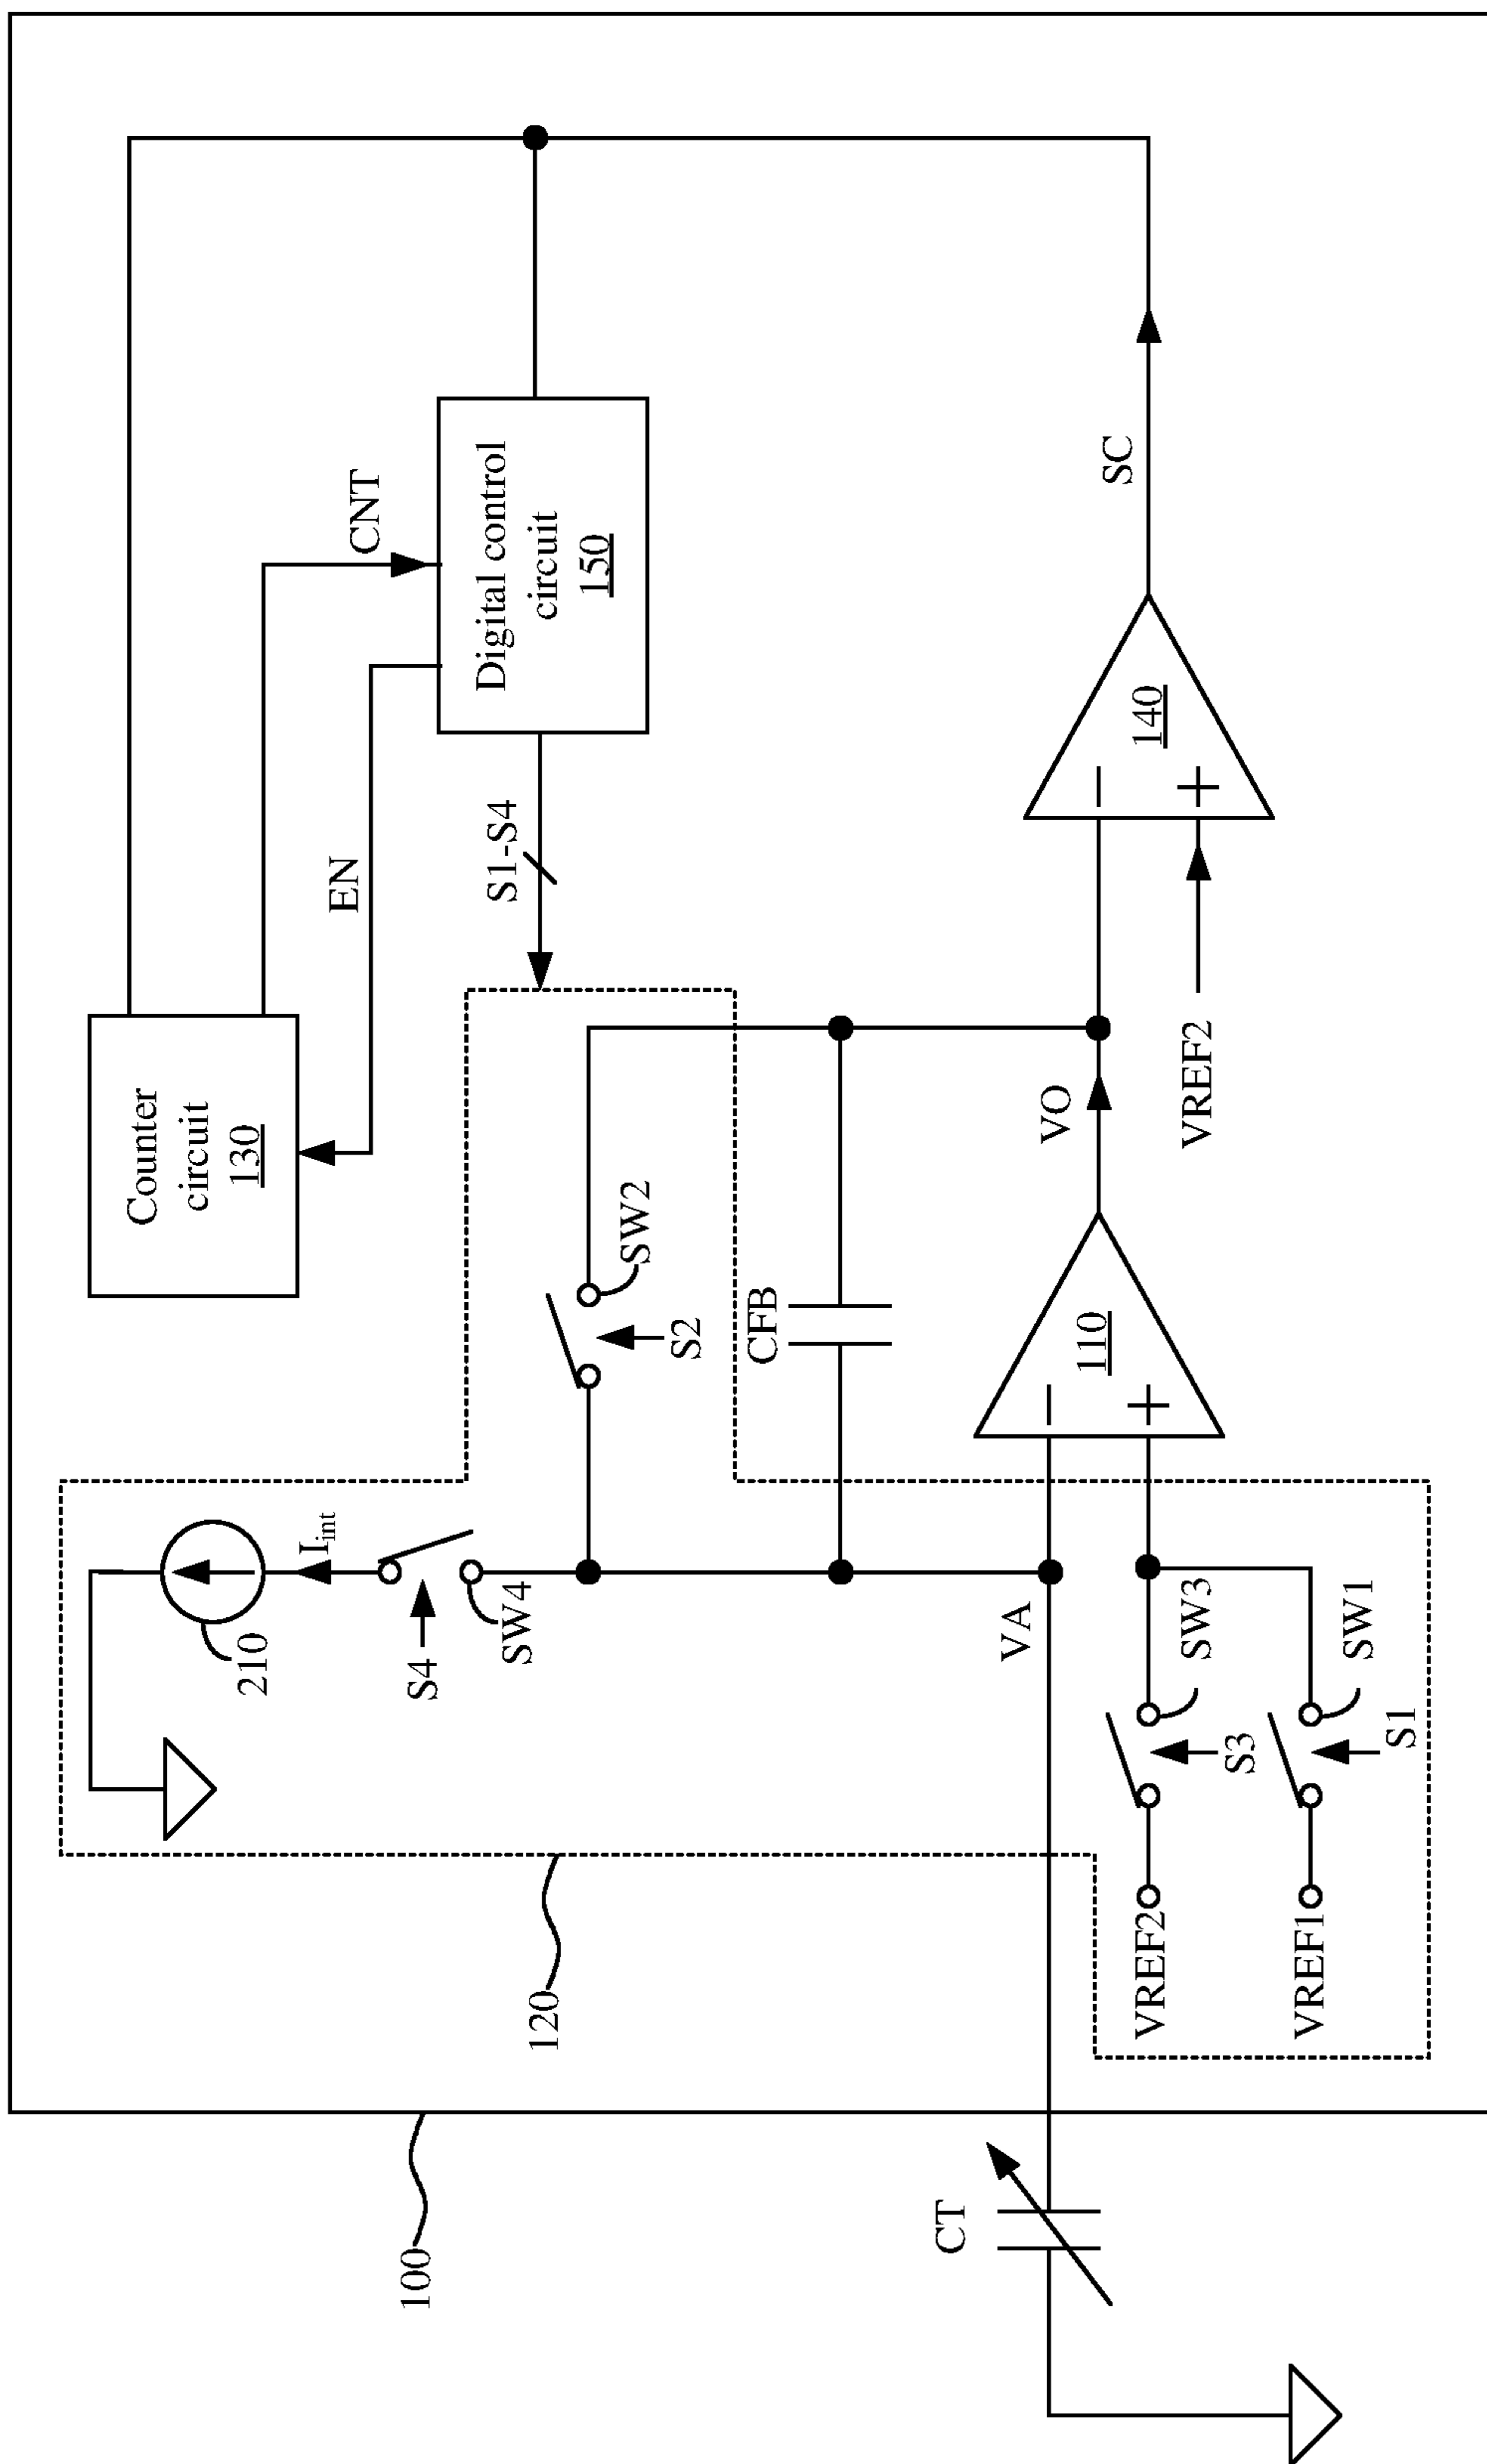 Counter
circuit
130
EN
CNT
Digital control
circuit
150
S1-S4
210
I_int
S4
SW4
SW2
S2
CFB
120
100
CT
VA
110
VO
140
SC
VREF2
VREF2
SW3
S3
VREF1
SW1
S1